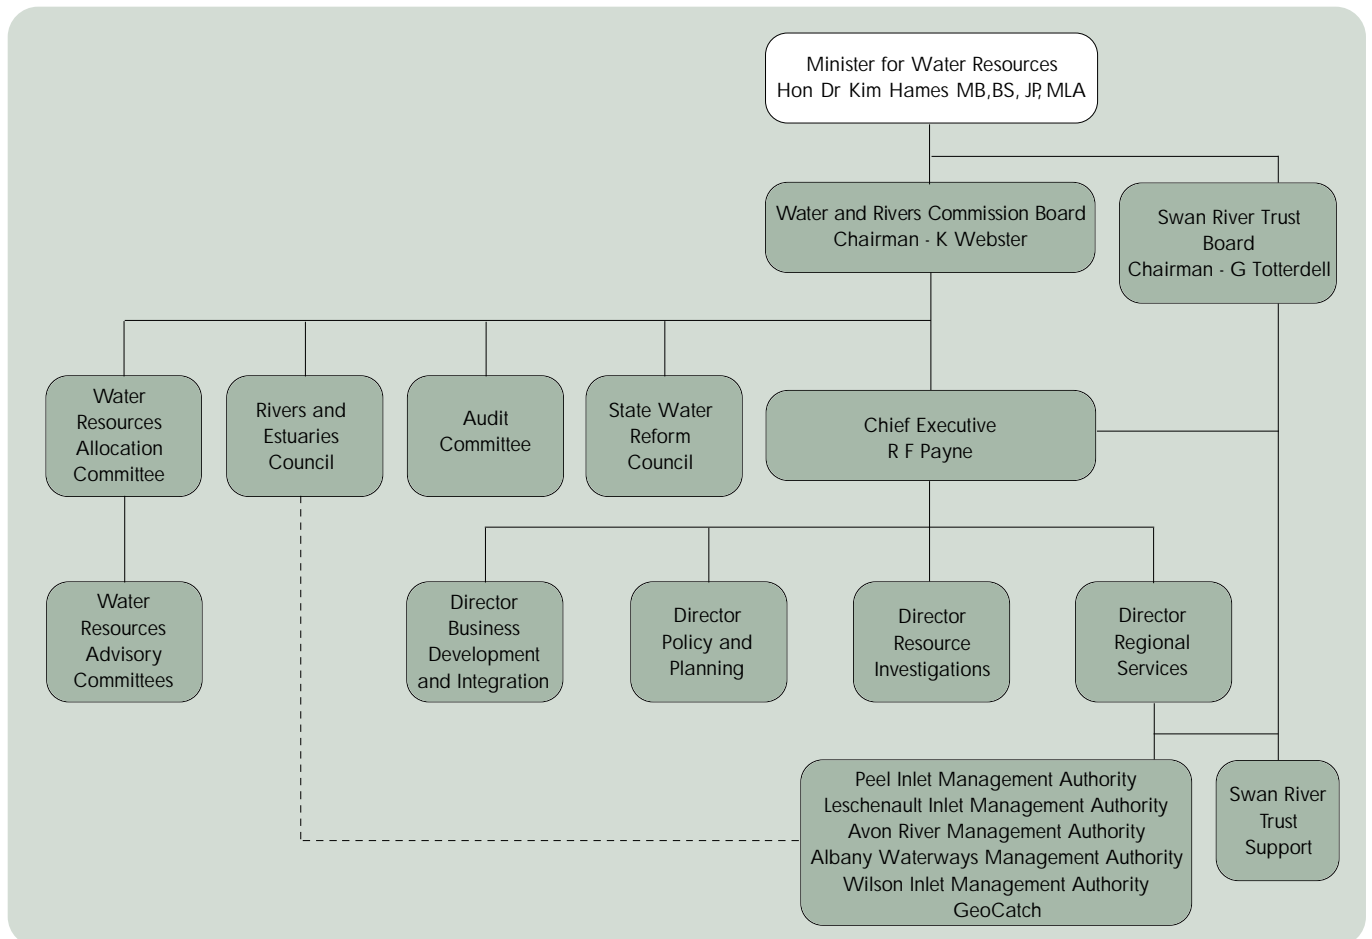 Minister for Water Resources
Hon Dr Kim Hames MB,BS, JP, MLA
Water and Rivers Commission Board
Chairman - K Webster
Swan River Trust
Board
Chairman - G Totterdell
Water
Resources
Allocation
Committee
Rivers and
Estuaries
Council
Audit
Committee
State Water
Reform
Council
Chief Executive
R F Payne
Water
Resources
Advisory
Committees
Director
Business
Development
and Integration
Director
Policy and
Planning
Director
Resource
Investigations
Director
Regional
Services
Peel Inlet Management Authority
Leschenault Inlet Management Authority
Avon River Management Authority
Albany Waterways Management Authority
Wilson Inlet Management Authority
GeoCatch
Swan River
Trust
Support